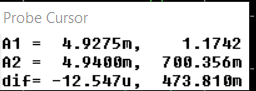 Probe Cursor
A1 = 4.9275m, 1.1742
A2 = 4.9400m, 700.356m
dif= -12.547u, 473.810m